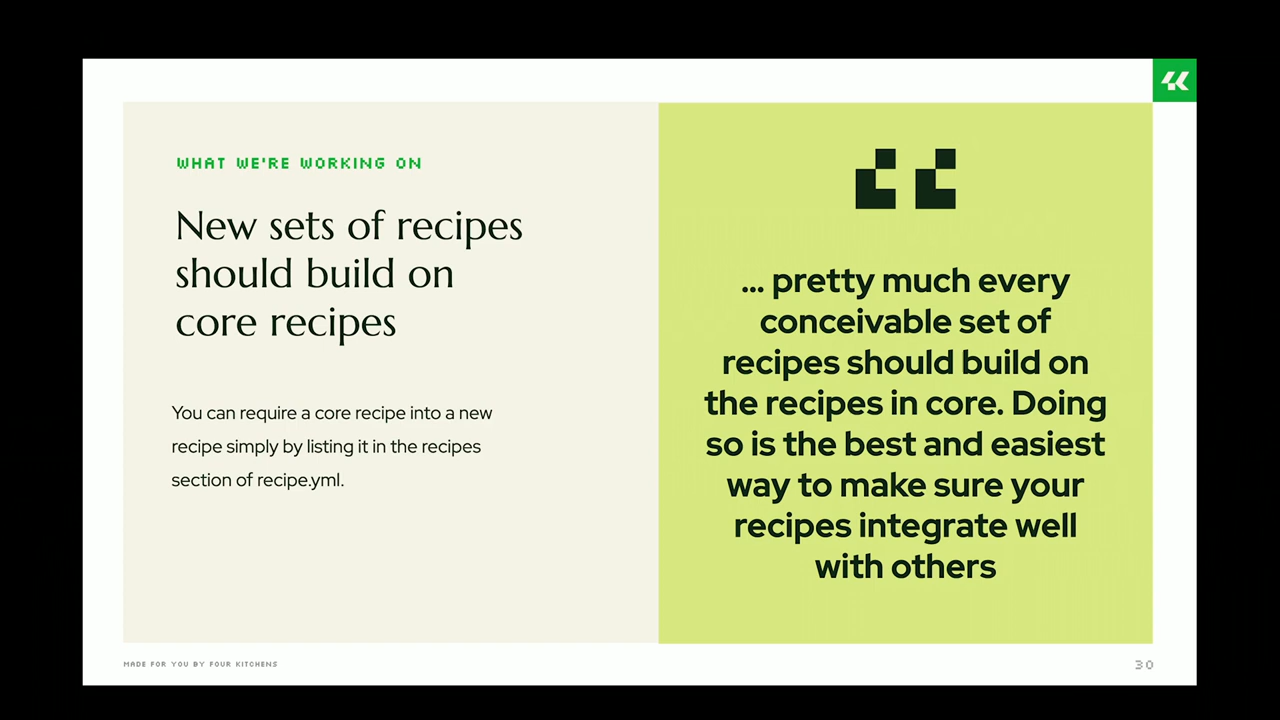 WHAT WE'RE WORKING ON
New sets of recipes
should build on
core recipes
You can require a core recipe into a new
recipe simply by listing it in the recipes
section of recipe.yml.
... pretty much every
conceivable set of
recipes should build on
the recipes in core. Doing
so is the best and easiest
way to make sure your
recipes integrate well
with others
MADE FOR YOU BY FOUR KITCHENS
30